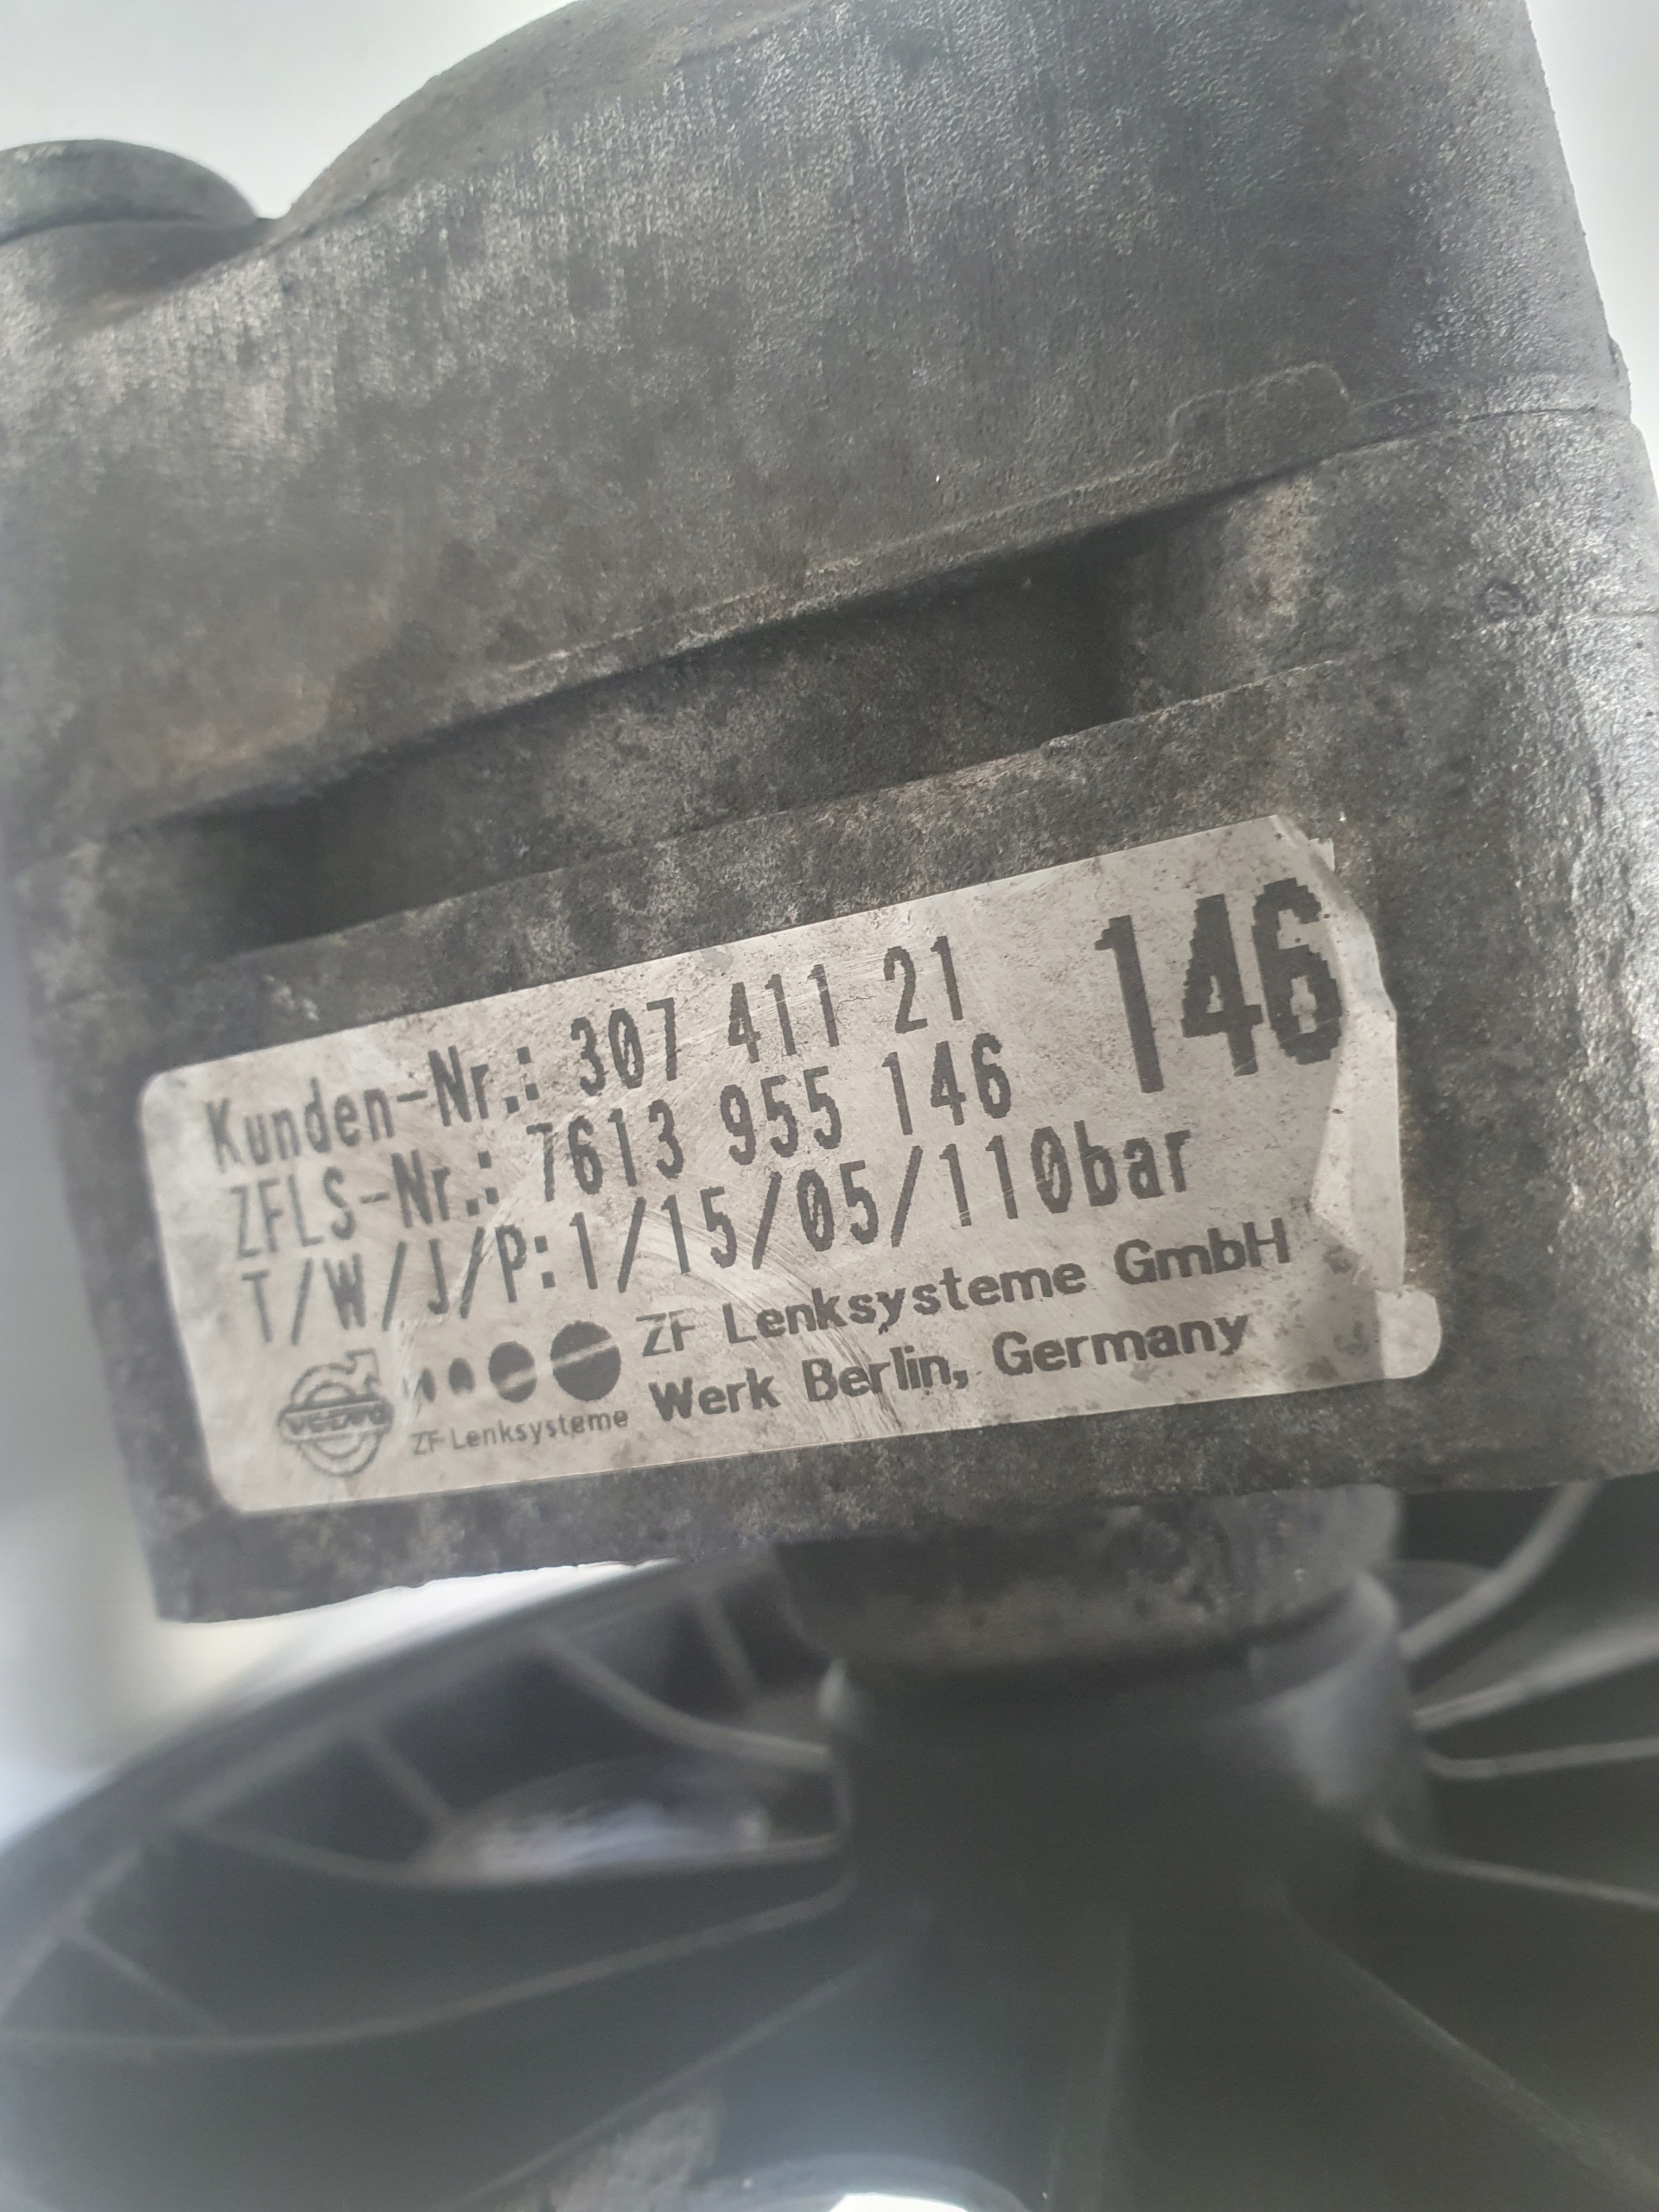 Kunden-Nr.: 307 411 21
146
ZFLS-Nr.: 7613 955 146
T/W/J/P:1/15/05/110bar
VOLVO
ZF Lenksysteme
ZF Lenksysteme GmbH
Werk Berlin, Germany